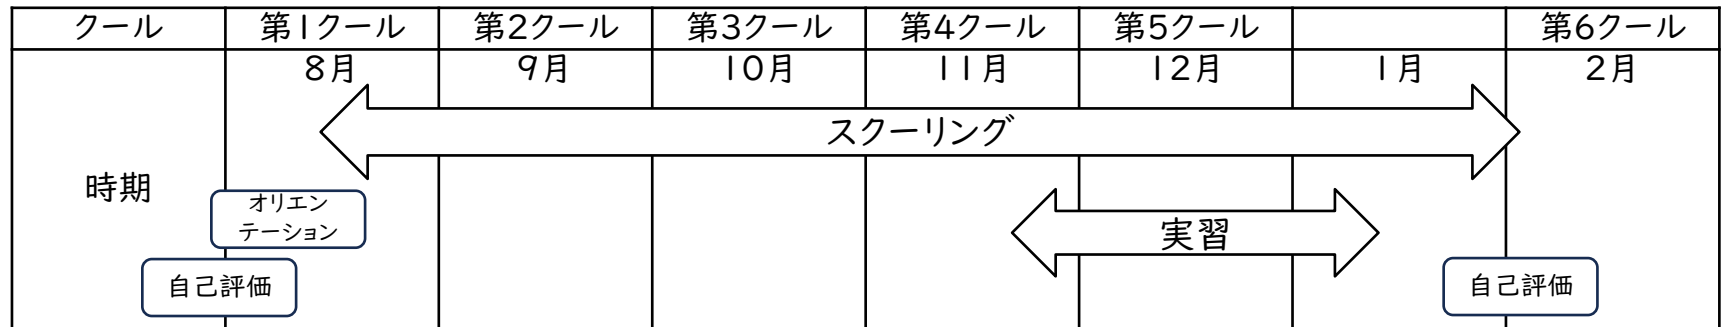 クール 第1クール 第2クール 第3クール 第4クール 第5クール 第6クール
8月 9月 10月 11月 12月 1月 2月
スクーリング
時期
オリエン
テーション
実習
自己評価
自己評価